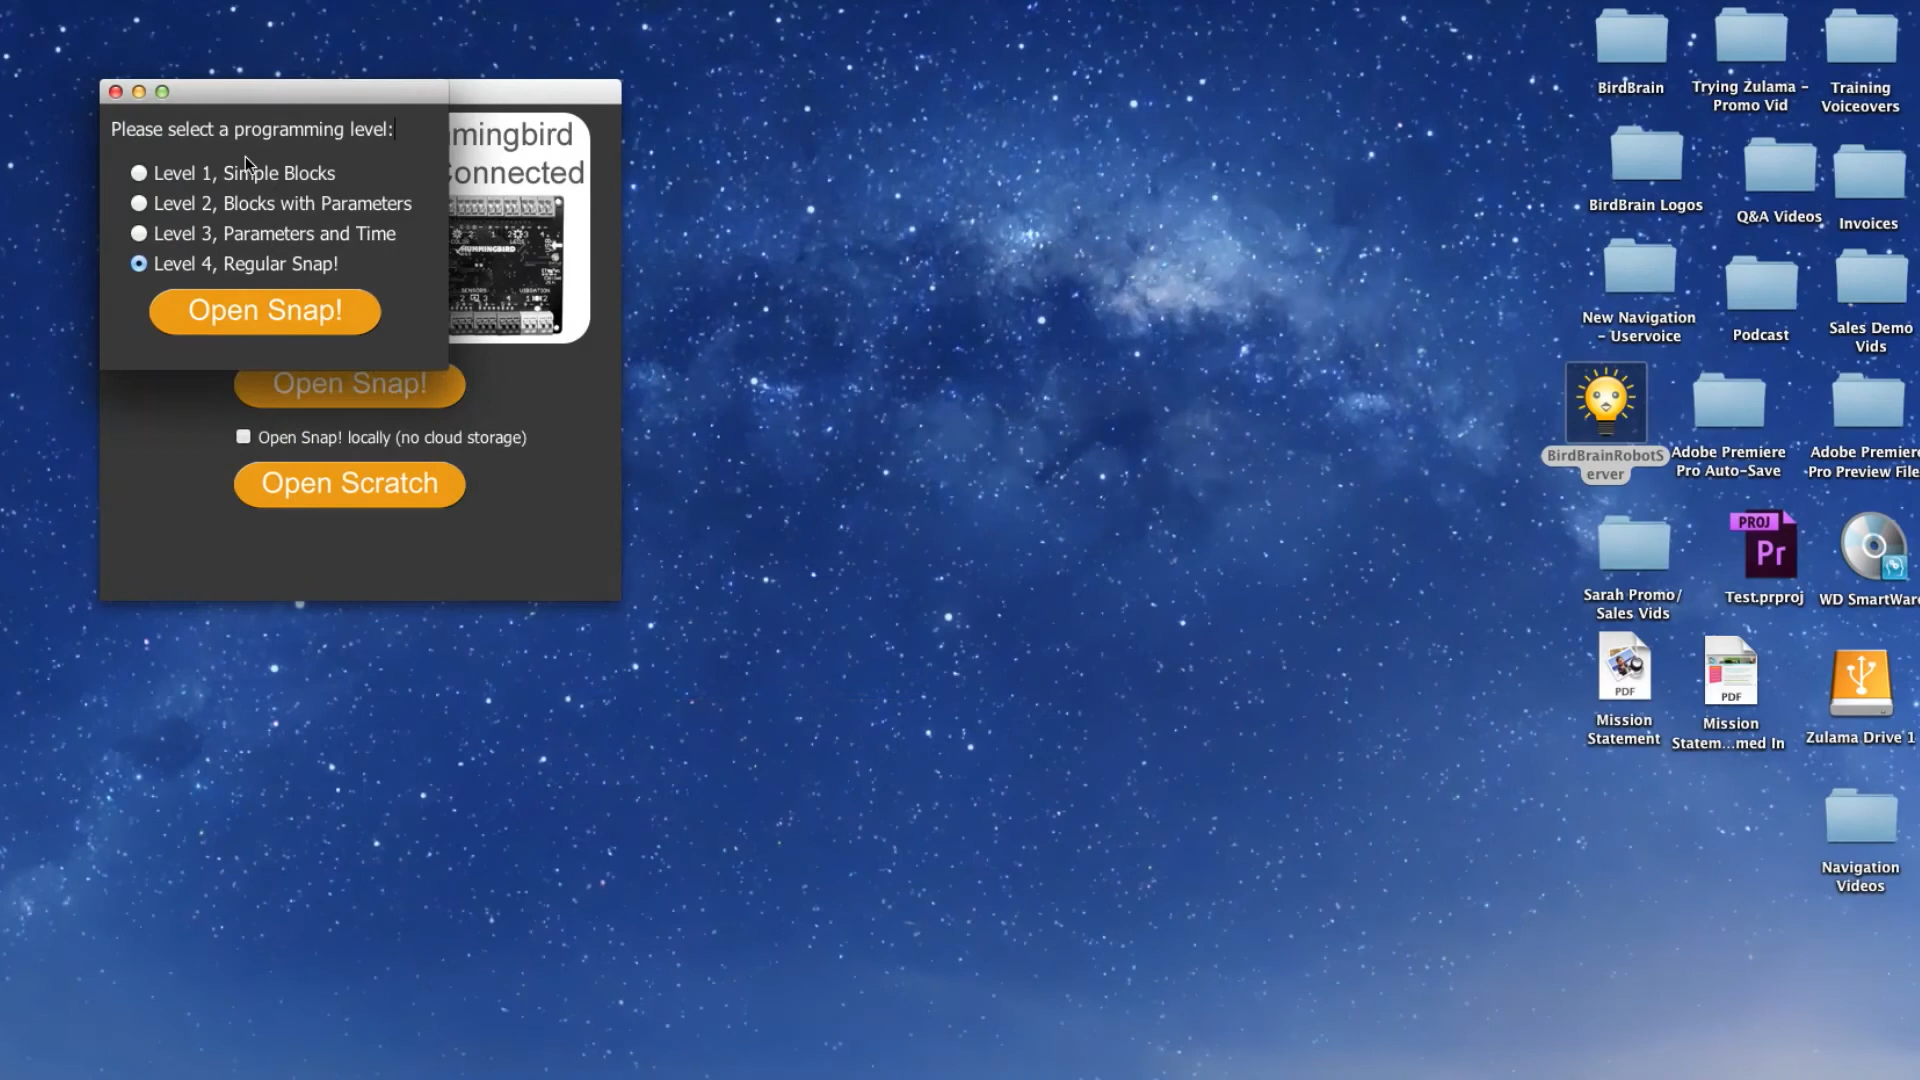 Please select a programming level:
Level 1, Simple Blocks
Level 2, Blocks with Parameters
Level 3, Parameters and Time
Level 4, Regular Snap!
Open Snap!
mingbird
onnected
HUMMINGBIRD
SENSORS
VIBRATION
Open Snap!
Open Snap! locally (no cloud storage)
Open Scratch
BirdBrain
Trying Zulama –
Promo Vid
Training
Voiceovers
BirdBrain Logos
Q&A Videos
Invoices
New Navigation
– Uservoice
Podcast
Sales Demo
Vids
BirdBrainRobotS
erver
Adobe Premiere
Pro Auto-Save
Adobe Premiere
Pro Preview File
Sarah Promo/
Sales Vids
PROJ
Pr
Test.prproj
WD SmartWare
PDF
Mission
Statement
PDF
Mission
Statem...med In
Zulama Drive 1
Navigation
Videos